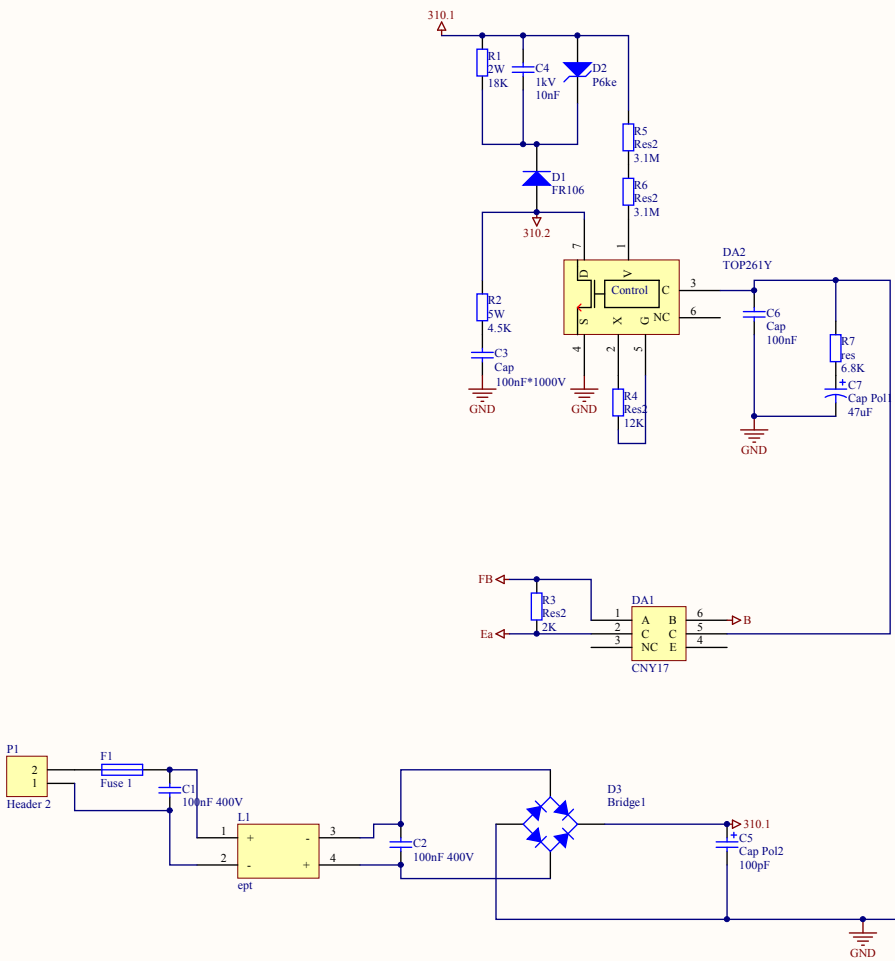 310.1
R1
2W
18K
C4
1kV
10nF
D2
P6ke
R5
Res2
3.1M
D1
FR106
R6
Res2
3.1M
310.2
DA2
TOP261Y
7
1
D
V
Control
C
3
NC
6
S
X
G
4
2
5
R2
5W
4.5K
C3
Cap
100nF*1000V
GND
GND
R4
Res2
12K
C6
Cap
100nF
R7
res
6.8K
+
C7
Cap Pol1
47uF
GND
FB
R3
Res2
2K
Ea
DA1
1
A
B
6
B
2
C
C
5
3
NC
E
4
CNY17
P1
2
1
Header 2
F1
Fuse 1
C1
100nF 400V
L1
1
+
-
3
2
-
+
4
ept
C2
100nF 400V
D3
Bridge1
310.1
+
C5
Cap Pol2
100pF
GND